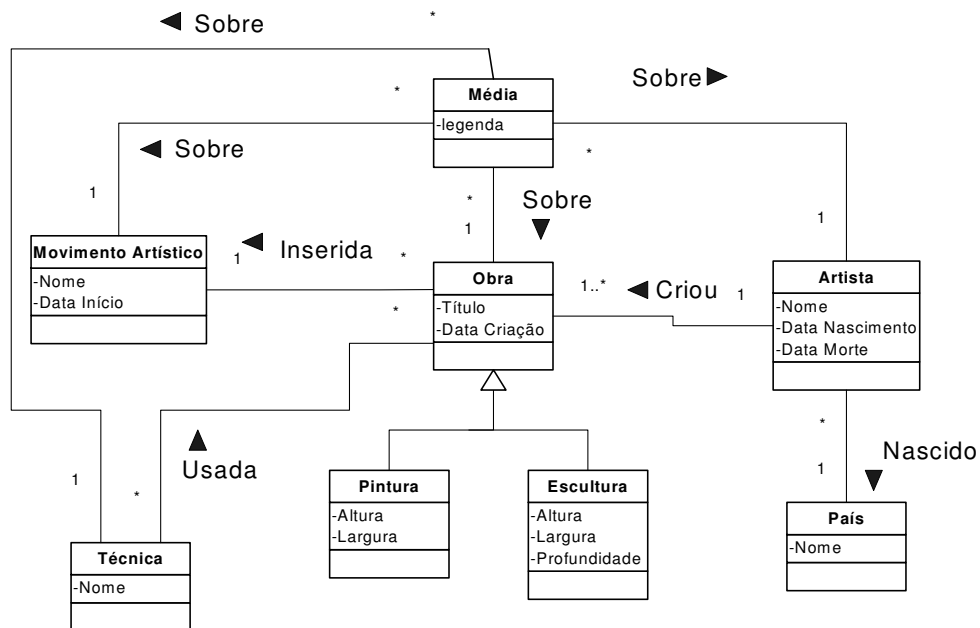 *
◄ Sobre
Sobre ►
*
Média
-legenda
◄ Sobre
*
*
Sobre ▼
1
1
1
Movimento Artístico
-Nome
-Data Início
◄ Inserida
1
*
Obra
-Título
-Data Criação
1..*
◄ Criou
1
Artista
-Nome
-Data Nascimento
-Data Morte
*
▲
Usada
1
*
*
Nascido ▼
1
Pintura
-Altura
-Largura
Escultura
-Altura
-Largura
-Profundidade
País
-Nome
Técnica
-Nome